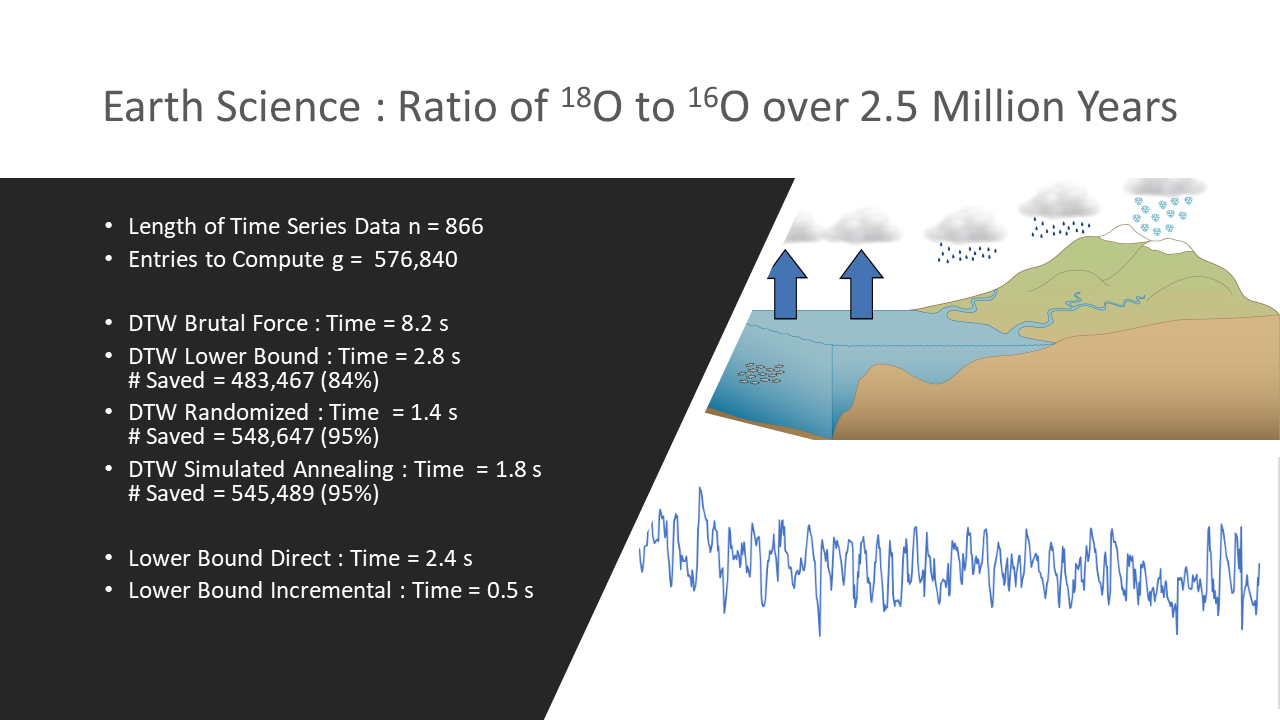 Earth Science : Ratio of ¹⁸O to ¹⁶O over 2.5 Million Years
• Length of Time Series Data n = 866
• Entries to Compute g = 576,840
• DTW Brutal Force : Time = 8.2 s
• DTW Lower Bound : Time = 2.8 s
# Saved = 483,467 (84%)
• DTW Randomized : Time = 1.4 s
# Saved = 548,647 (95%)
• DTW Simulated Annealing : Time = 1.8 s
# Saved = 545,489 (95%)
• Lower Bound Direct : Time = 2.4 s
• Lower Bound Incremental : Time = 0.5 s